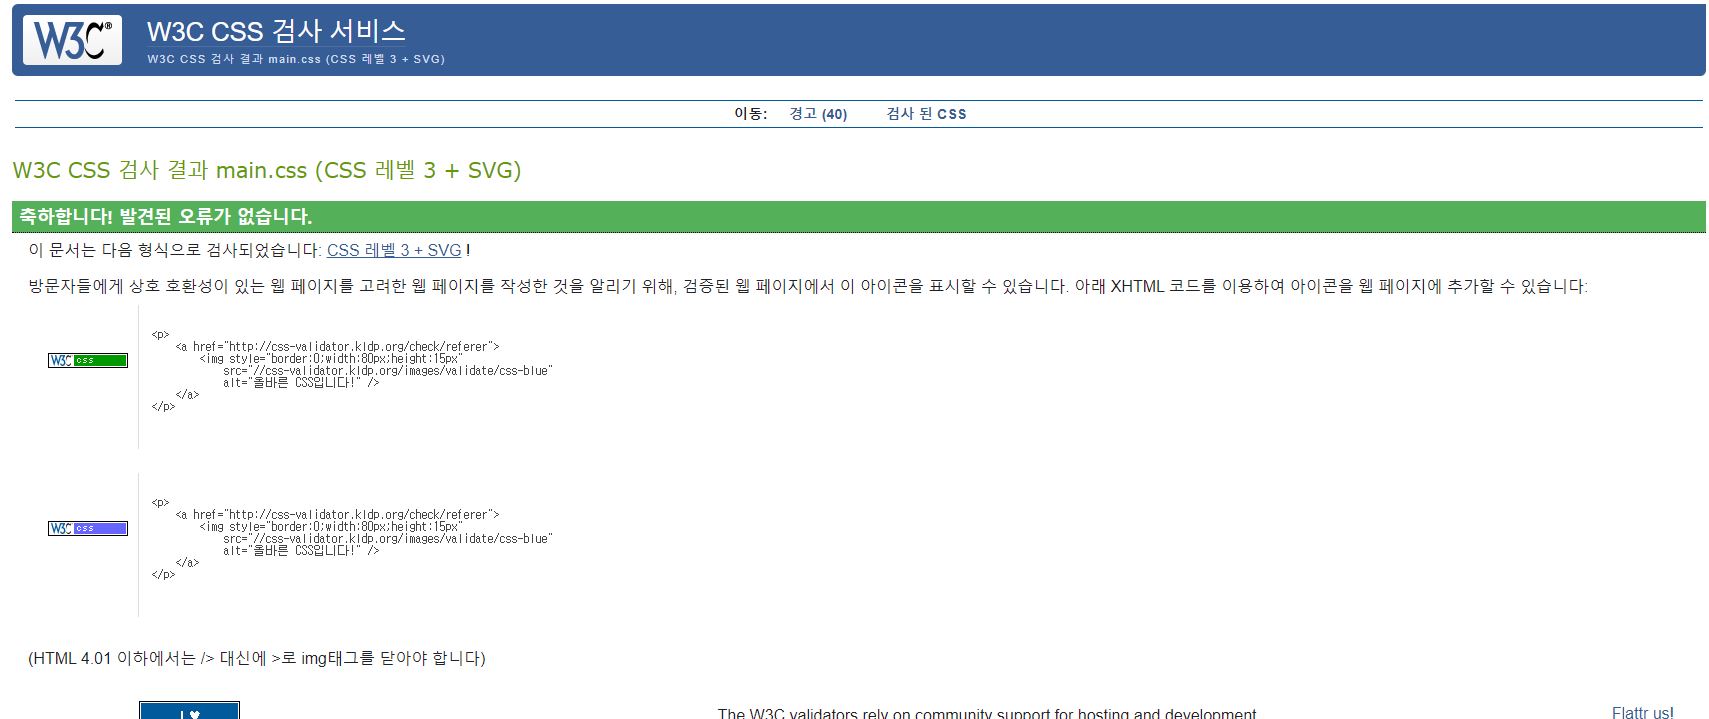 W3C®
W3C CSS 검사 서비스
W3C CSS 검사 결과 main.css (CSS 레벨 3 + SVG)
이동: 경고 (40) 검사 된 CSS
W3C CSS 검사 결과 main.css (CSS 레벨 3 + SVG)
축하합니다! 발견된 오류가 없습니다.
이 문서는 다음 형식으로 검사되었습니다: CSS 레벨 3 + SVG !
방문자들에게 상호 호환성이 있는 웹 페이지를 고려한 웹 페이지를 작성한 것을 알리기 위해, 검증된 웹 페이지에서 이 아이콘을 표시할 수 있습니다. 아래 XHTML 코드를 이용하여 아이콘을 웹 페이지에 추가할 수 있습니다:
W3C css
<p>
<a href="http://css-validator.kldp.org/check/referer">
<img style="border:0;width:80px;height:15px"
src="//css-validator.kldp.org/images/validate/css-blue"
alt="올바른 CSS입니다!" />
</a>
</p>
W3C css
<p>
<a href="http://css-validator.kldp.org/check/referer">
<img style="border:0;width:80px;height:15px"
src="//css-validator.kldp.org/images/validate/css-blue"
alt="올바른 CSS입니다!" />
</a>
</p>
(HTML 4.01 이하에서는 /> 대신에 >로 img태그를 닫아야 합니다)
I ♥
The W3C validators rely on community support for hosting and development.
Flattr us!